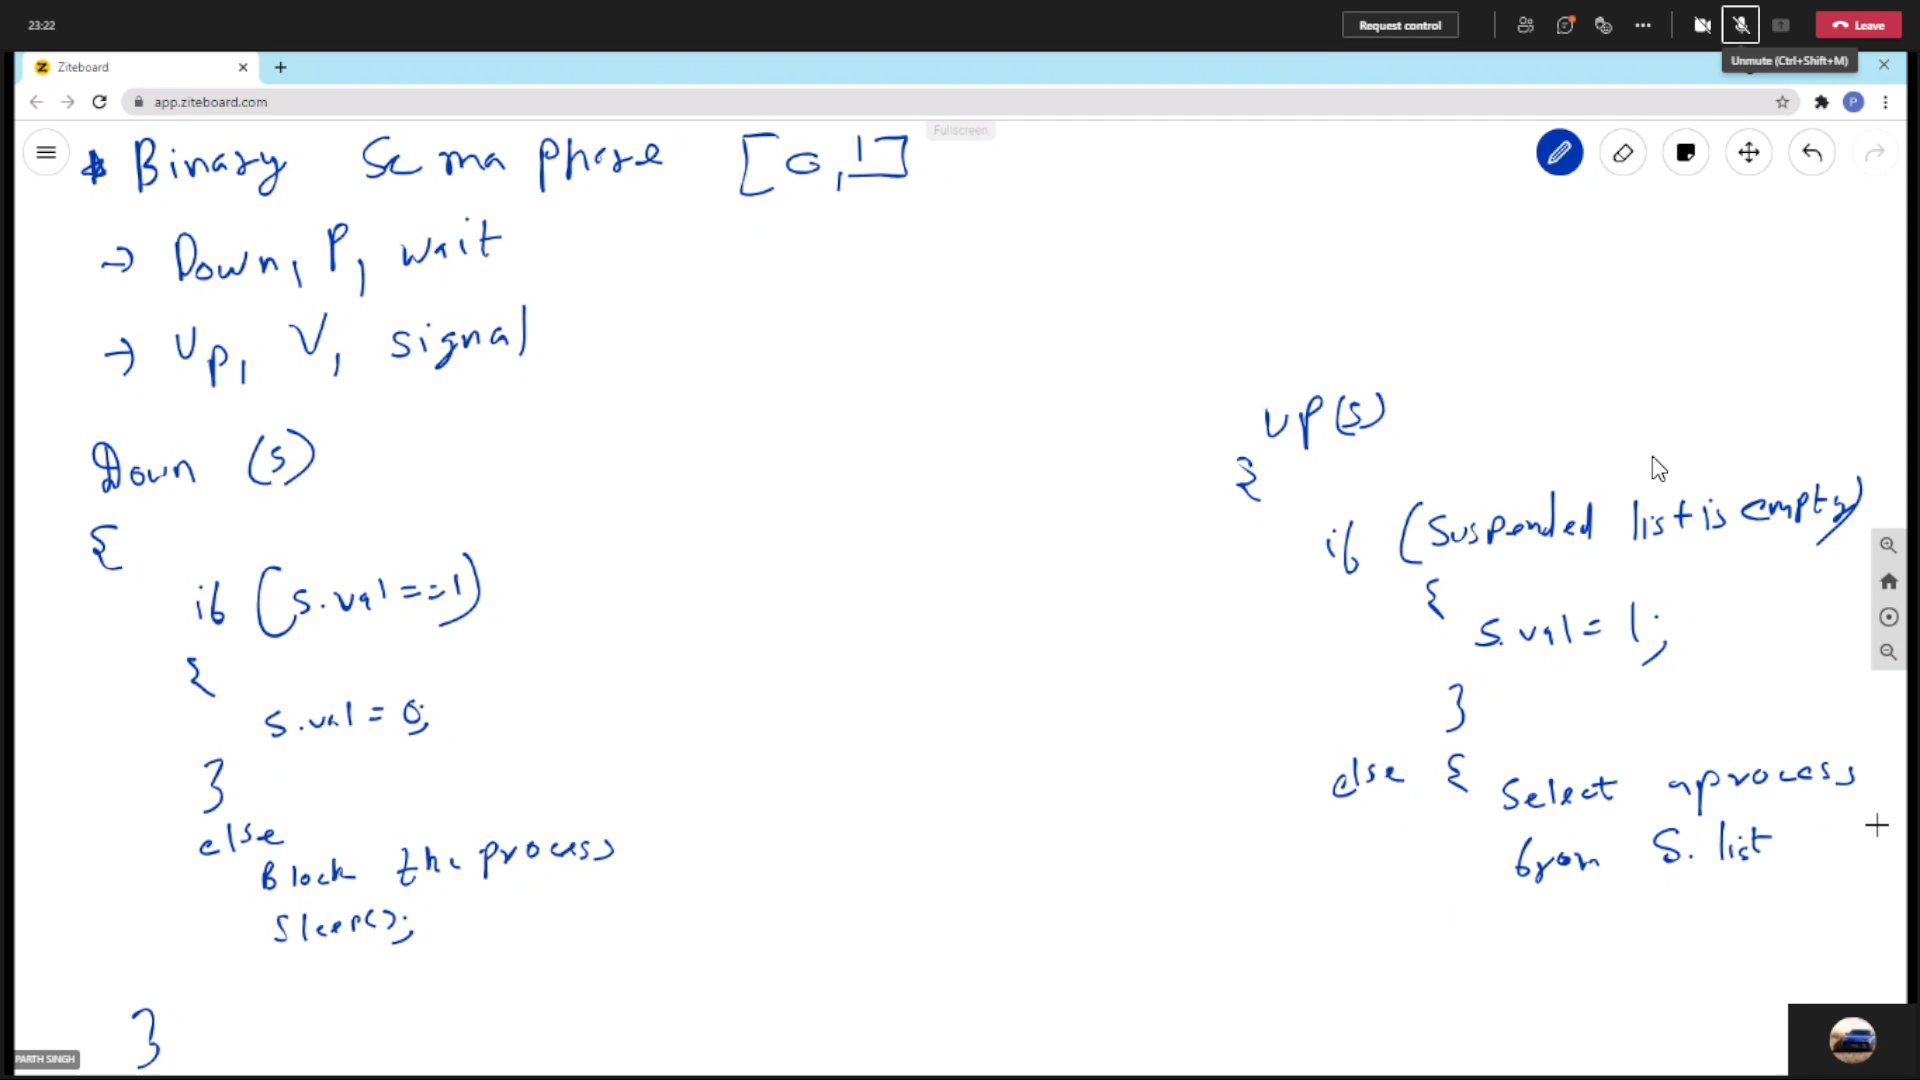 23:22
Request control
Leave
Unmute (Ctrl+Shift+M)
Ziteboard
app.ziteboard.com
P
Fullscreen
* Binary Semaphore [0,1]
→ Down, P, wait
→ Up, V, signal
Down (s)
{
if (s.val==1)
{
s.val = 0;
}
else
Block the process
sleep();
}
UP(s)
{
if (Suspended list is empty)
{
s.val = 1;
}
else { Select a process
from S. list
PARTH SINGH